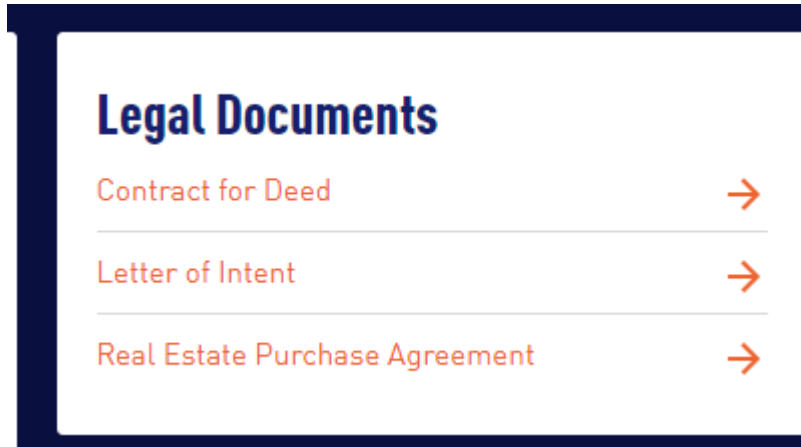 Legal Documents
Contract for Deed
Letter of Intent
Real Estate Purchase Agreement